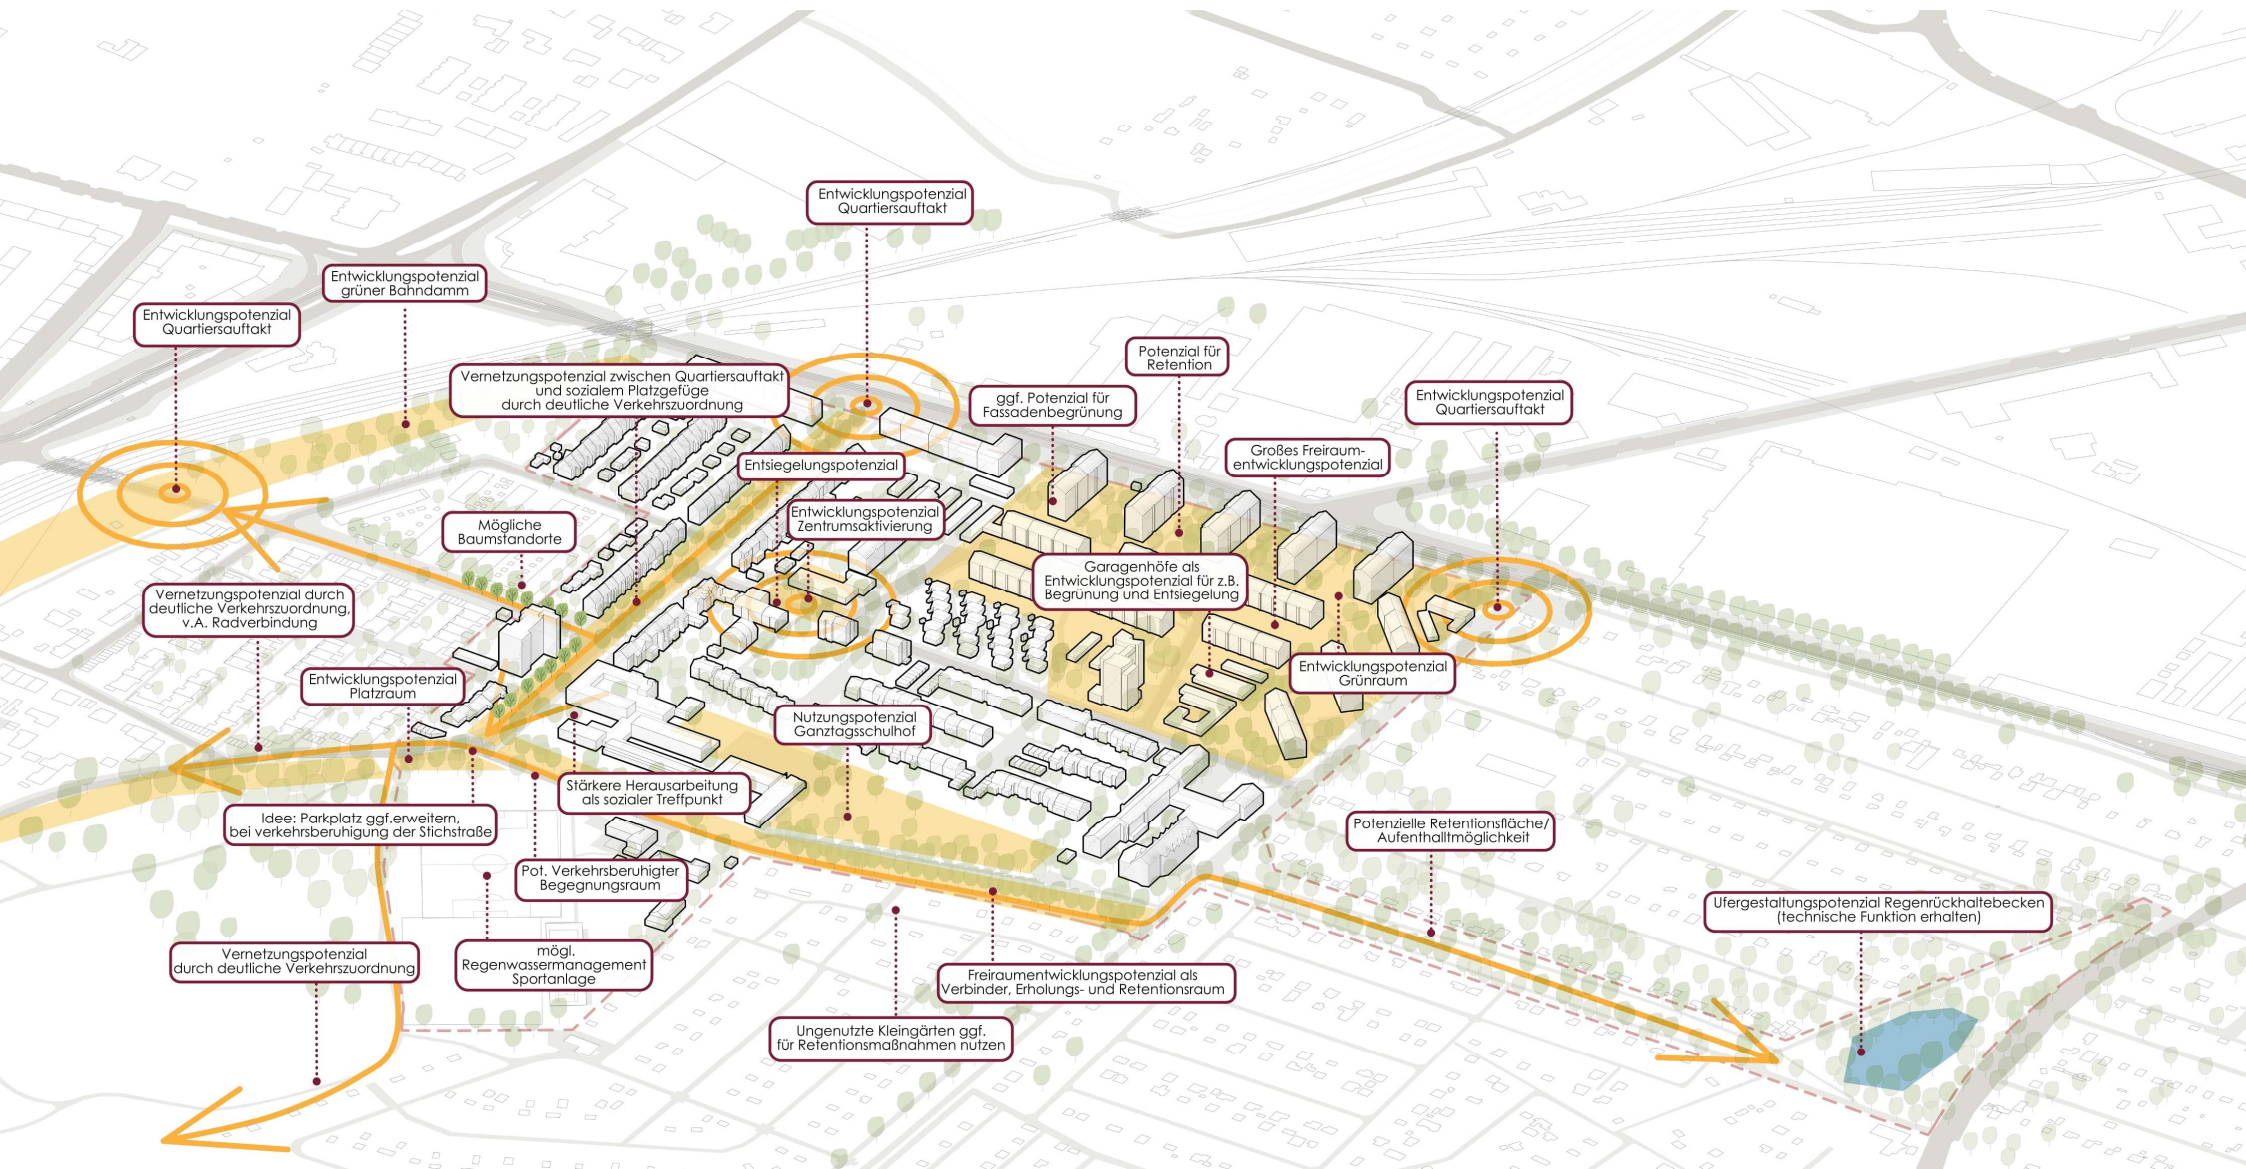 Entwicklungspotenzial
Quartiersauftakt
Entwicklungspotenzial
grüner Bahndamm
Entwicklungspotenzial
Quartiersauftakt
Potenzial für
Retention
Vernetzungspotenzial zwischen Quartiersauftakt
und sozialem Platzgefüge
durch deutliche Verkehrszuordnung
ggf. Potenzial für
Fassadenbegrünung
Entwicklungspotenzial
Quartiersauftakt
Großes Freiraum-
entwicklungspotenzial
Entsiegelungspotenzial
Entwicklungspotenzial
Zentrumsaktivierung
Mögliche
Baumstandorte
Garagenhöfe als
Entwicklungspotenzial für z.B.
Begrünung und Entsiegelung
Vernetzungspotenzial durch
deutliche Verkehrszuordnung,
v.A. Radverbindung
Entwicklungspotenzial
Grünraum
Entwicklungspotenzial
Platzraum
Nutzungspotenzial
Ganztagsschulhof
Stärkere Herausarbeitung
als sozialer Treffpunkt
Idee: Parkplatz ggf.erweitern,
bei verkehrsberuhigung der Stichstraße
Potenzielle Retentionsfläche/
Aufenthalltmöglichkeit
Pot. Verkehrsberuhigter
Begegnungsraum
Ufergestaltungspotenzial Regenrückhaltebecken
(technische Funktion erhalten)
Vernetzungspotenzial
durch deutliche Verkehrszuordnung
mögl.
Regenwassermanagement
Sportanlage
Freiraumentwicklungspotenzial als
Verbinder, Erholungs- und Retentionsraum
Ungenutzte Kleingärten ggf.
für Retentionsmaßnahmen nutzen